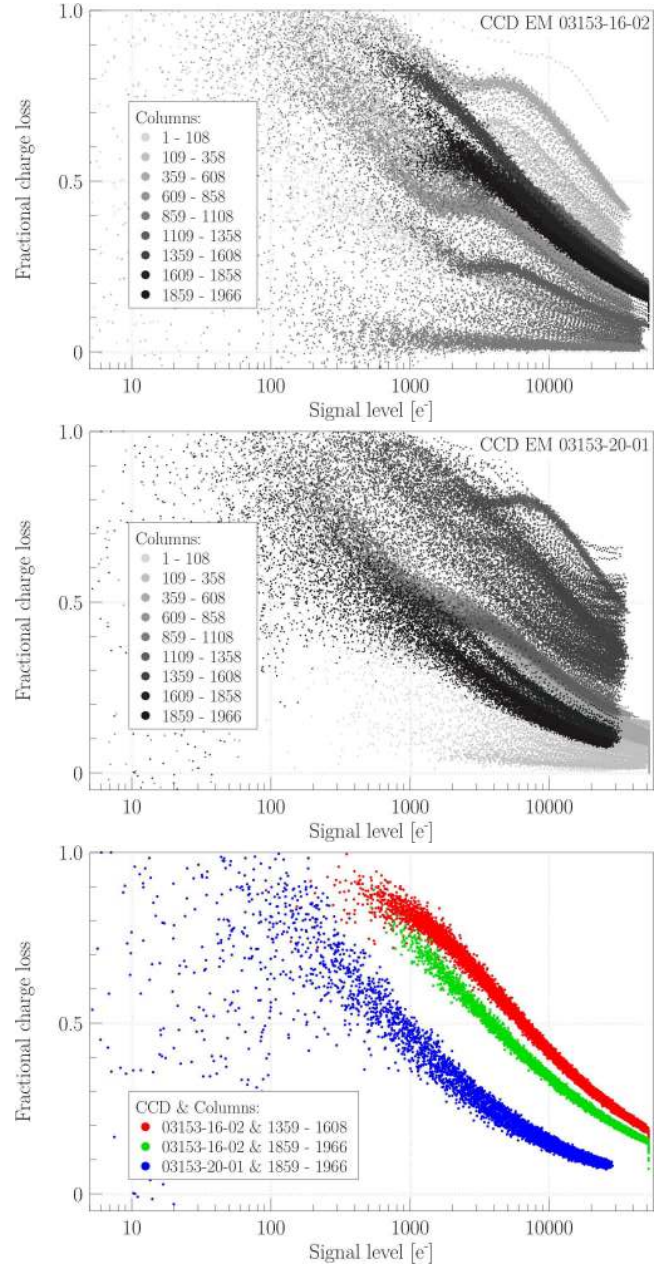 CCD EM 03153-16-02
1.0
Columns:
1 - 108
109 - 358
359 - 608
609 - 858
859 - 1108
1109 - 1358
1359 - 1608
1609 - 1858
1859 - 1966
0.5
0
Fractional charge loss
10
100
1000
10000
Signal level [e-]
CCD EM 03153-20-01
1.0
Columns:
1 - 108
109 - 358
359 - 608
609 - 858
859 - 1108
1109 - 1358
1359 - 1608
1609 - 1858
1859 - 1966
0.5
0
Fractional charge loss
10
100
1000
10000
Signal level [e-]
1.0
0.5
0
Fractional charge loss
CCD & Columns:
03153-16-02 & 1359 - 1608
03153-16-02 & 1859 - 1966
03153-20-01 & 1859 - 1966
10
100
1000
10000
Signal level [e-]